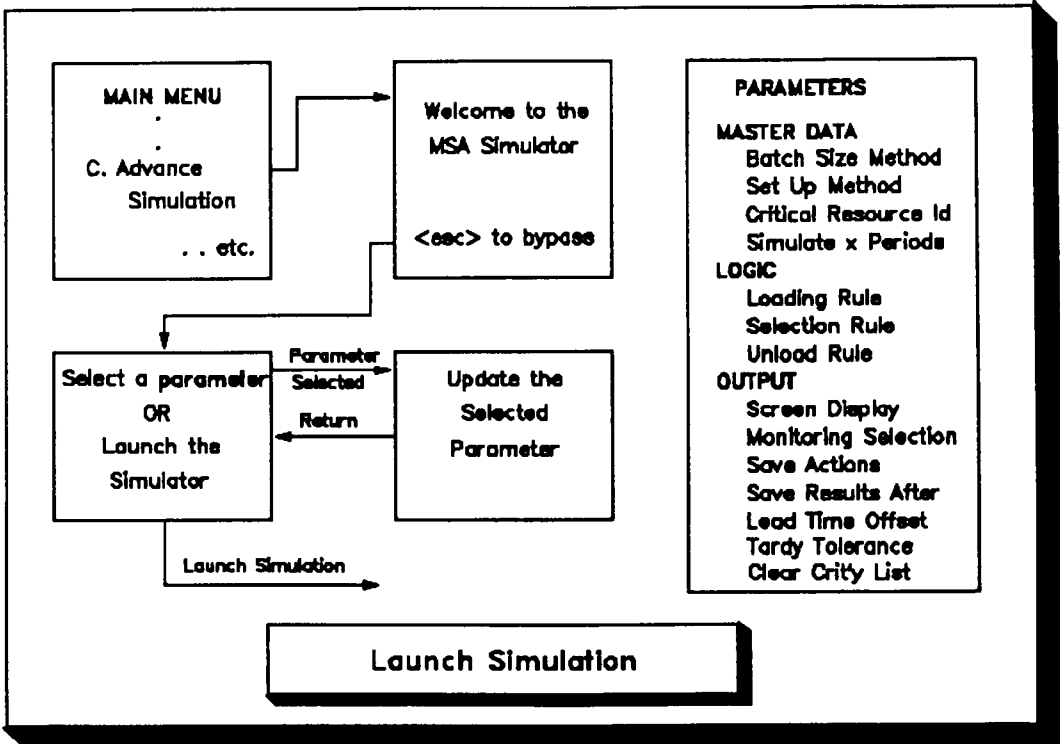 MAIN MENU
.
.
C. Advance
Simulation
. . etc.
Welcome to the
MSA Simulator
<esc> to bypass
Select a parameter
OR
Launch the
Simulator
Parameter
Selected
Return
Update the
Selected
Parameter
Launch Simulation
PARAMETERS
MASTER DATA
Batch Size Method
Set Up Method
Critical Resource Id
Simulate x Periods
LOGIC
Loading Rule
Selection Rule
Unload Rule
OUTPUT
Screen Display
Monitoring Selection
Save Actions
Save Results After
Lead Time Offset
Tardy Tolerance
Clear Crit'y List
Launch Simulation